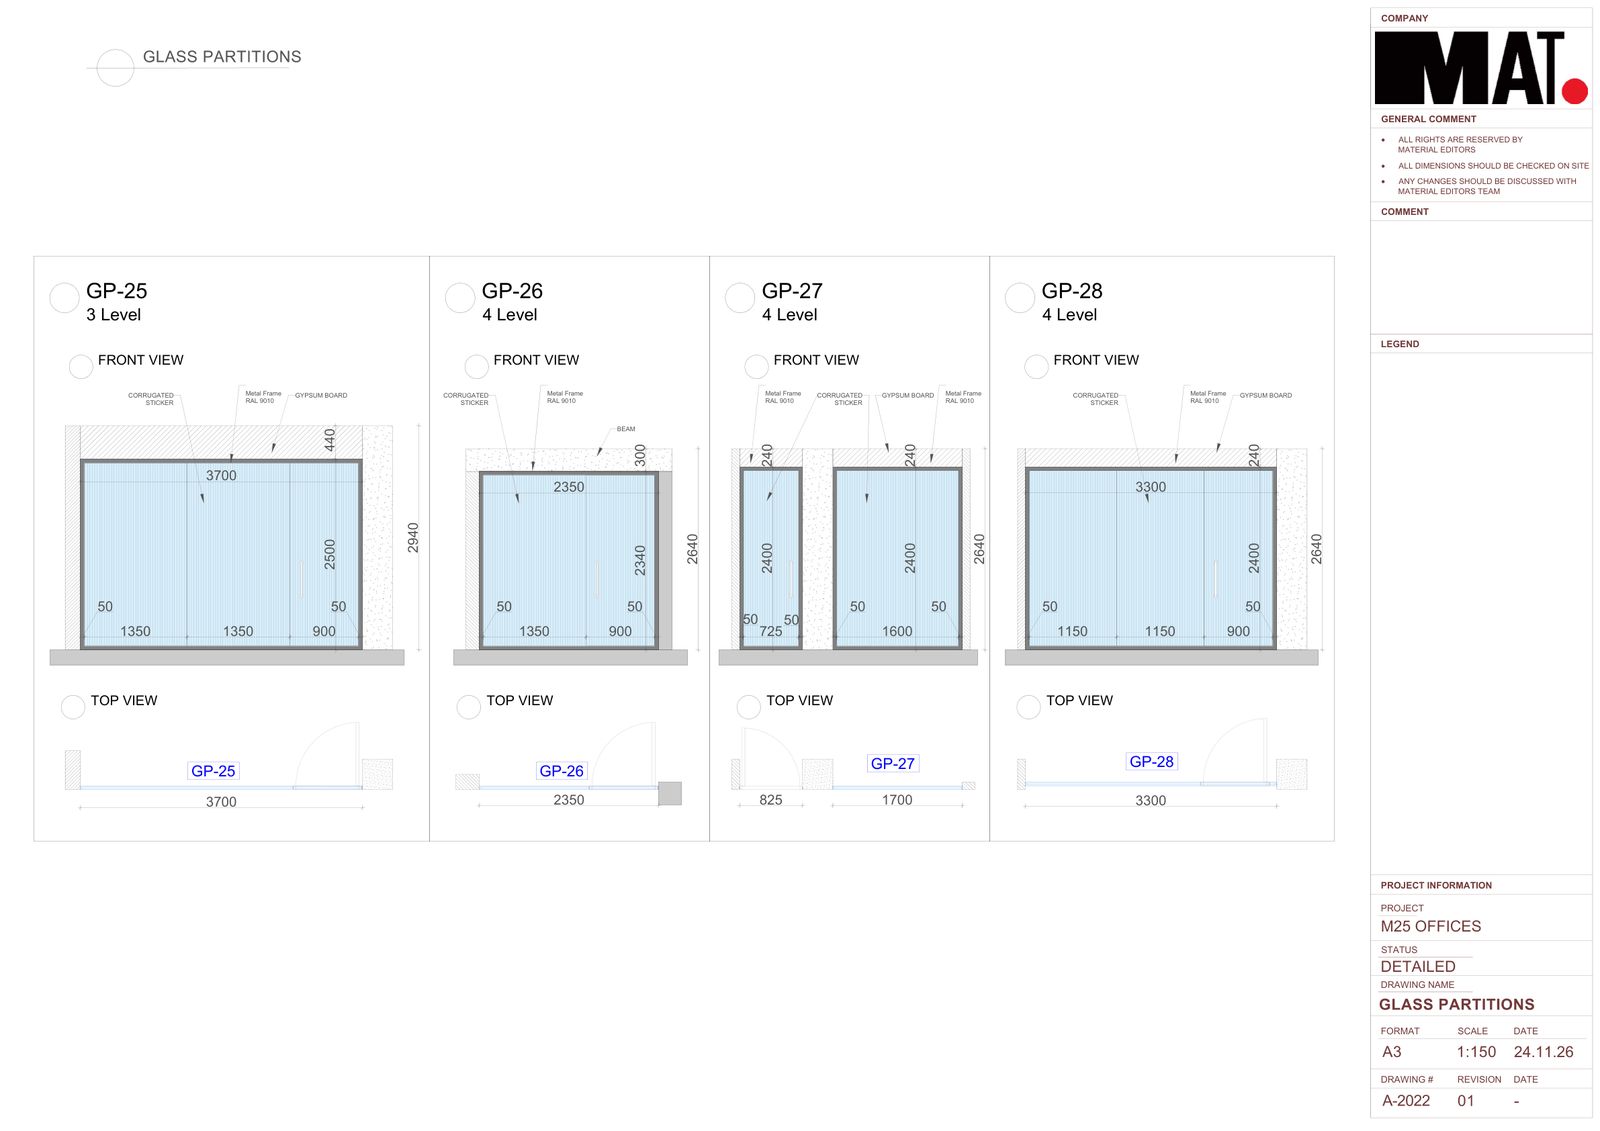 GLASS PARTITIONS
GP-25
3 Level
FRONT VIEW
CORRUGATED
STICKER
Metal Frame
RAL 9010
GYPSUM BOARD
440
3700
2500
2940
50
50
1350
1350
900
TOP VIEW
GP-25
3700
GP-26
4 Level
FRONT VIEW
CORRUGATED
STICKER
Metal Frame
RAL 9010
BEAM
300
2350
2340
2640
50
50
1350
900
TOP VIEW
GP-26
2350
GP-27
4 Level
FRONT VIEW
Metal Frame
RAL 9010
CORRUGATED
STICKER
GYPSUM BOARD
Metal Frame
RAL 9010
240
240
2400
2400
2640
50
50
50
50
725
1600
TOP VIEW
GP-27
825
1700
GP-28
4 Level
FRONT VIEW
CORRUGATED
STICKER
Metal Frame
RAL 9010
GYPSUM BOARD
240
3300
2400
2640
50
50
1150
1150
900
TOP VIEW
GP-28
3300
COMPANY
MAT.
GENERAL COMMENT
• ALL RIGHTS ARE RESERVED BY
MATERIAL EDITORS
• ALL DIMENSIONS SHOULD BE CHECKED ON SITE
• ANY CHANGES SHOULD BE DISCUSSED WITH
MATERIAL EDITORS TEAM
COMMENT
LEGEND
PROJECT INFORMATION
PROJECT
M25 OFFICES
STATUS
DETAILED
DRAWING NAME
GLASS PARTITIONS
FORMAT SCALE DATE
A3 1:150 24.11.26
DRAWING # REVISION DATE
A-2022 01 -